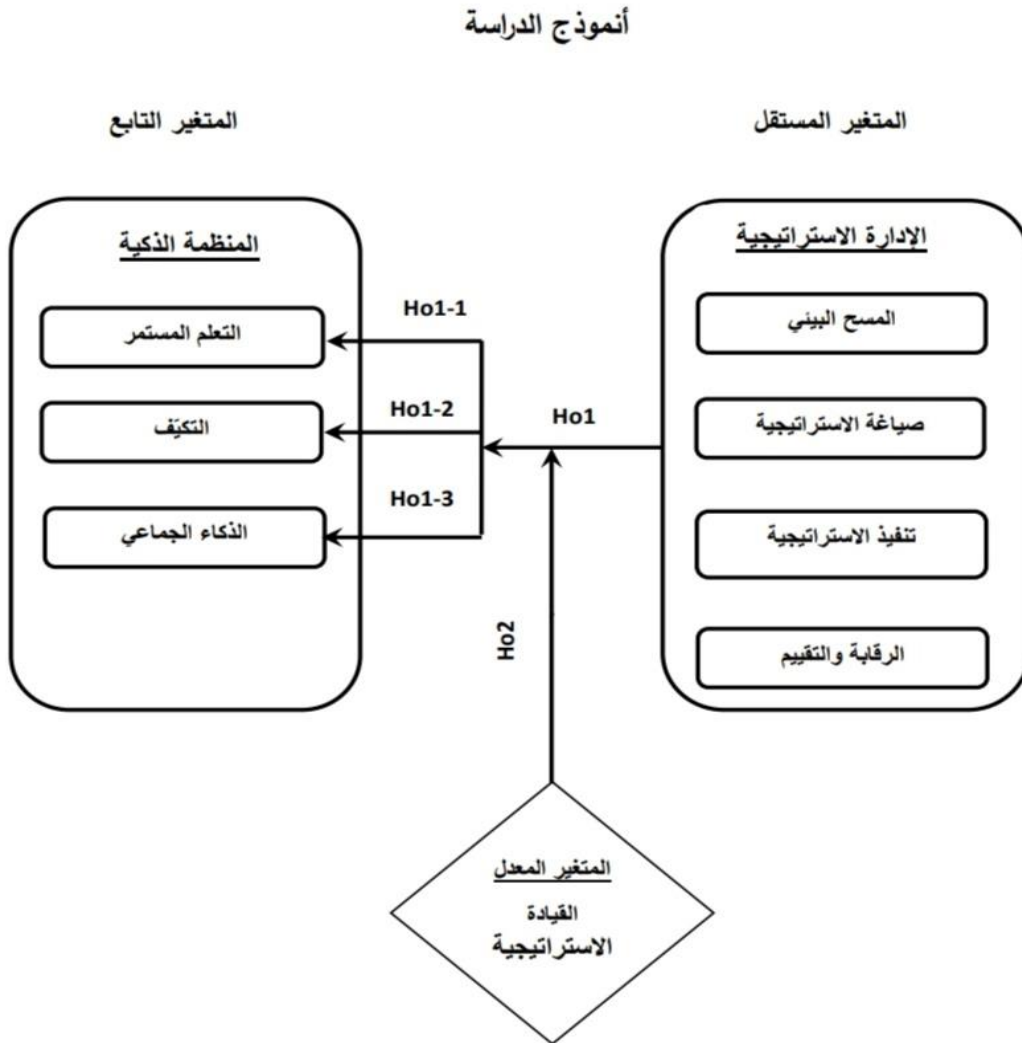 أنموذج الدراسة
المتغير المستقل
المتغير التابع
الإدارة الاستراتيجية
المسح البيئي
صياغة الاستراتيجية
تنفيذ الاستراتيجية
الرقابة والتقييم
Ho1
Ho1-1
Ho1-2
Ho1-3
Ho2
المنظمة الذكية
التعلم المستمر
التكيّف
الذكاء الجماعي
المتغير المعدل
القيادة
الاستراتيجية